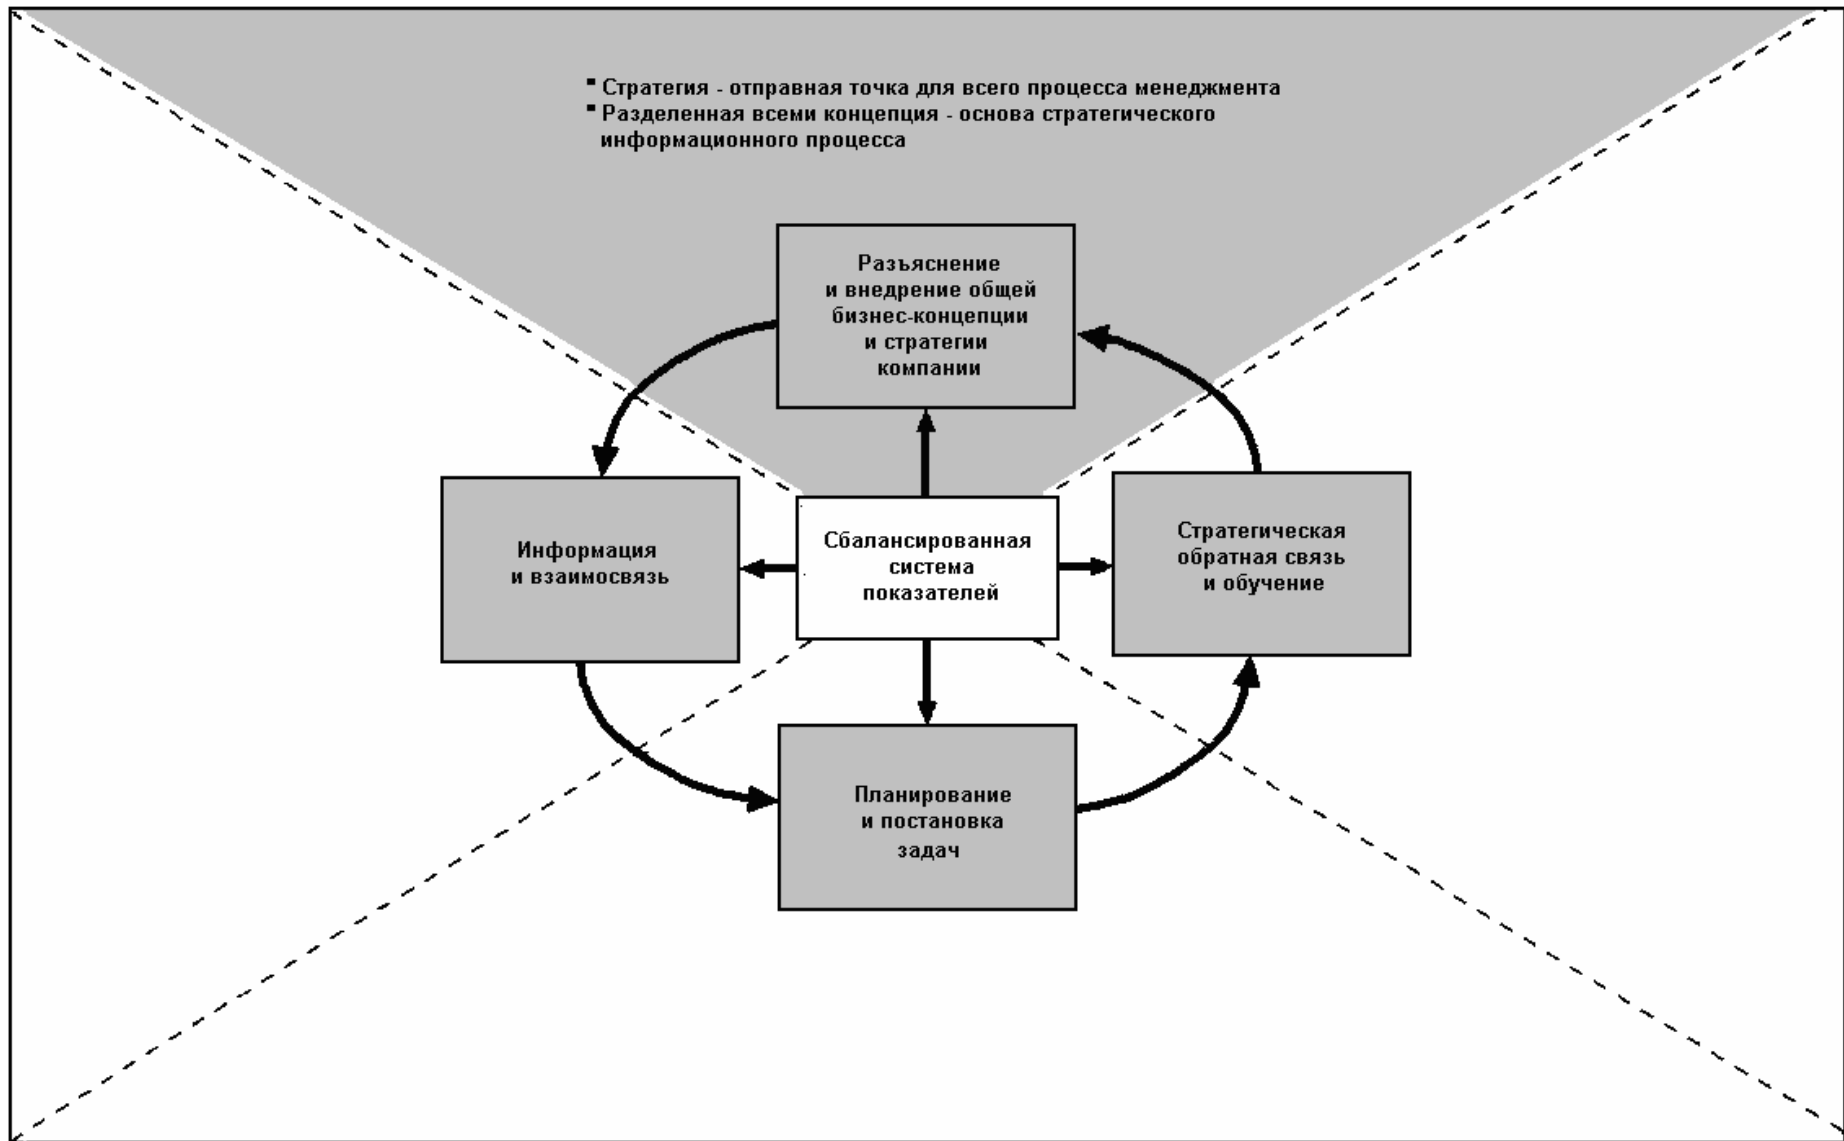 ▪ Стратегия - отправная точка для всего процесса менеджмента
▪ Разделенная всеми концепция - основа стратегического
информационного процесса
Разъяснение
и внедрение общей
бизнес-концепции
и стратегии
компании
Информация
и взаимосвязь
Сбалансированная
система
показателей
Стратегическая
обратная связь
и обучение
Планирование
и постановка
задач